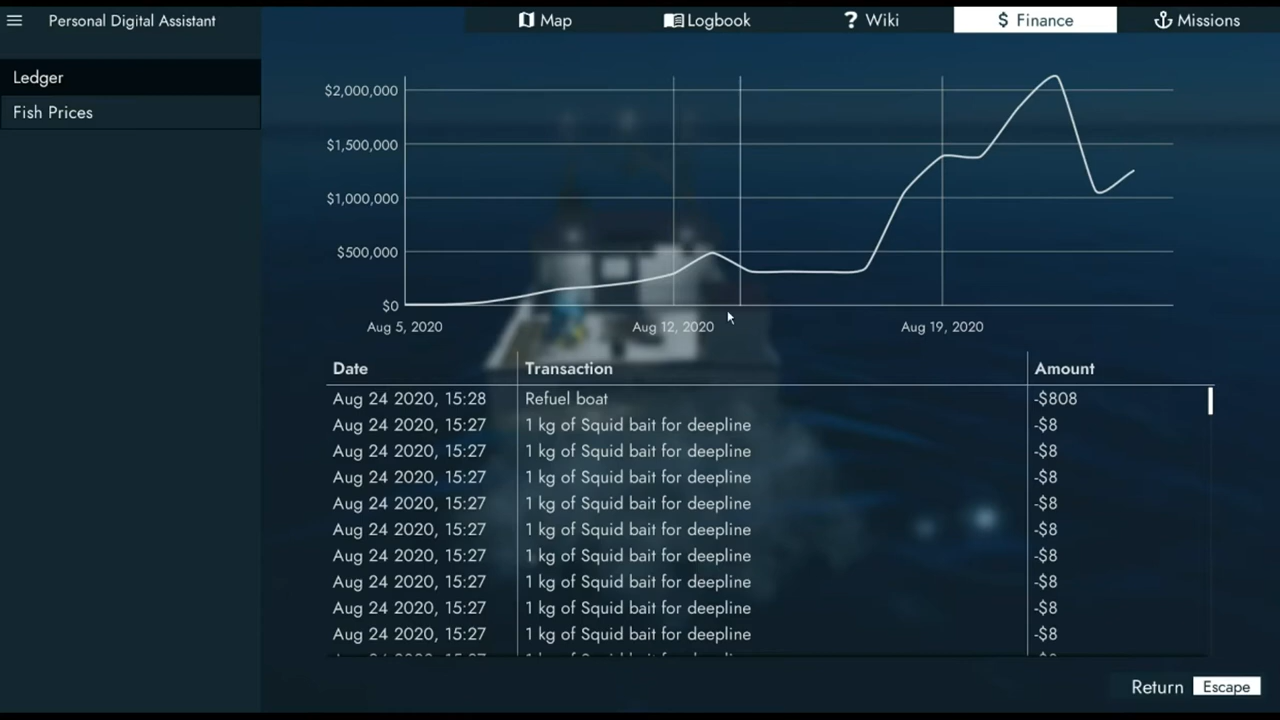 Personal Digital Assistant
Map
Logbook
? Wiki
$ Finance
Missions
Ledger
Fish Prices
$2,000,000
$1,500,000
$1,000,000
$500,000
$0
Aug 5, 2020 Aug 12, 2020 Aug 19, 2020
Date Transaction Amount
Aug 24 2020, 15:28 Refuel boat -$808
Aug 24 2020, 15:27 1 kg of Squid bait for deepline -$8
Aug 24 2020, 15:27 1 kg of Squid bait for deepline -$8
Aug 24 2020, 15:27 1 kg of Squid bait for deepline -$8
Aug 24 2020, 15:27 1 kg of Squid bait for deepline -$8
Aug 24 2020, 15:27 1 kg of Squid bait for deepline -$8
Aug 24 2020, 15:27 1 kg of Squid bait for deepline -$8
Aug 24 2020, 15:27 1 kg of Squid bait for deepline -$8
Aug 24 2020, 15:27 1 kg of Squid bait for deepline -$8
Aug 24 2020, 15:27 1 kg of Squid bait for deepline -$8
Return Escape